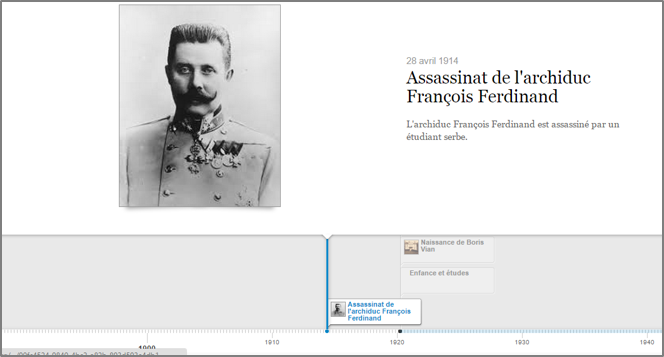 28 avril 1914
Assassinat de l'archiduc
François Ferdinand
L'archiduc François Ferdinand est assassiné par un
étudiant serbe.
Naissance de Boris
Vian
Enfance et études
Assassinat de
l'archiduc François
Ferdinand
1900
1910
1920
1930
1940